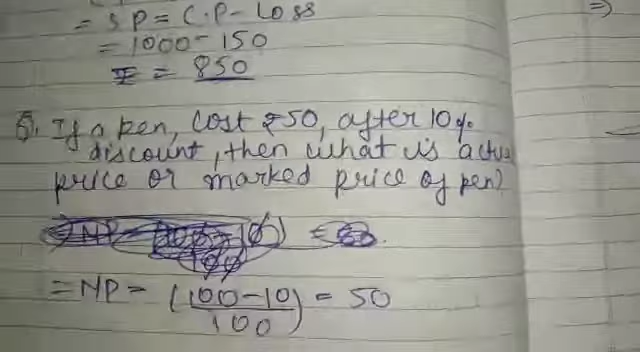 = S P = C.P - Loss
= 1000 - 150
= 850
Q. If a pen, cost ₹50, after 10%
discount, then what is actual
price or marked price of pen?
= MP = (100-10/100) = 50